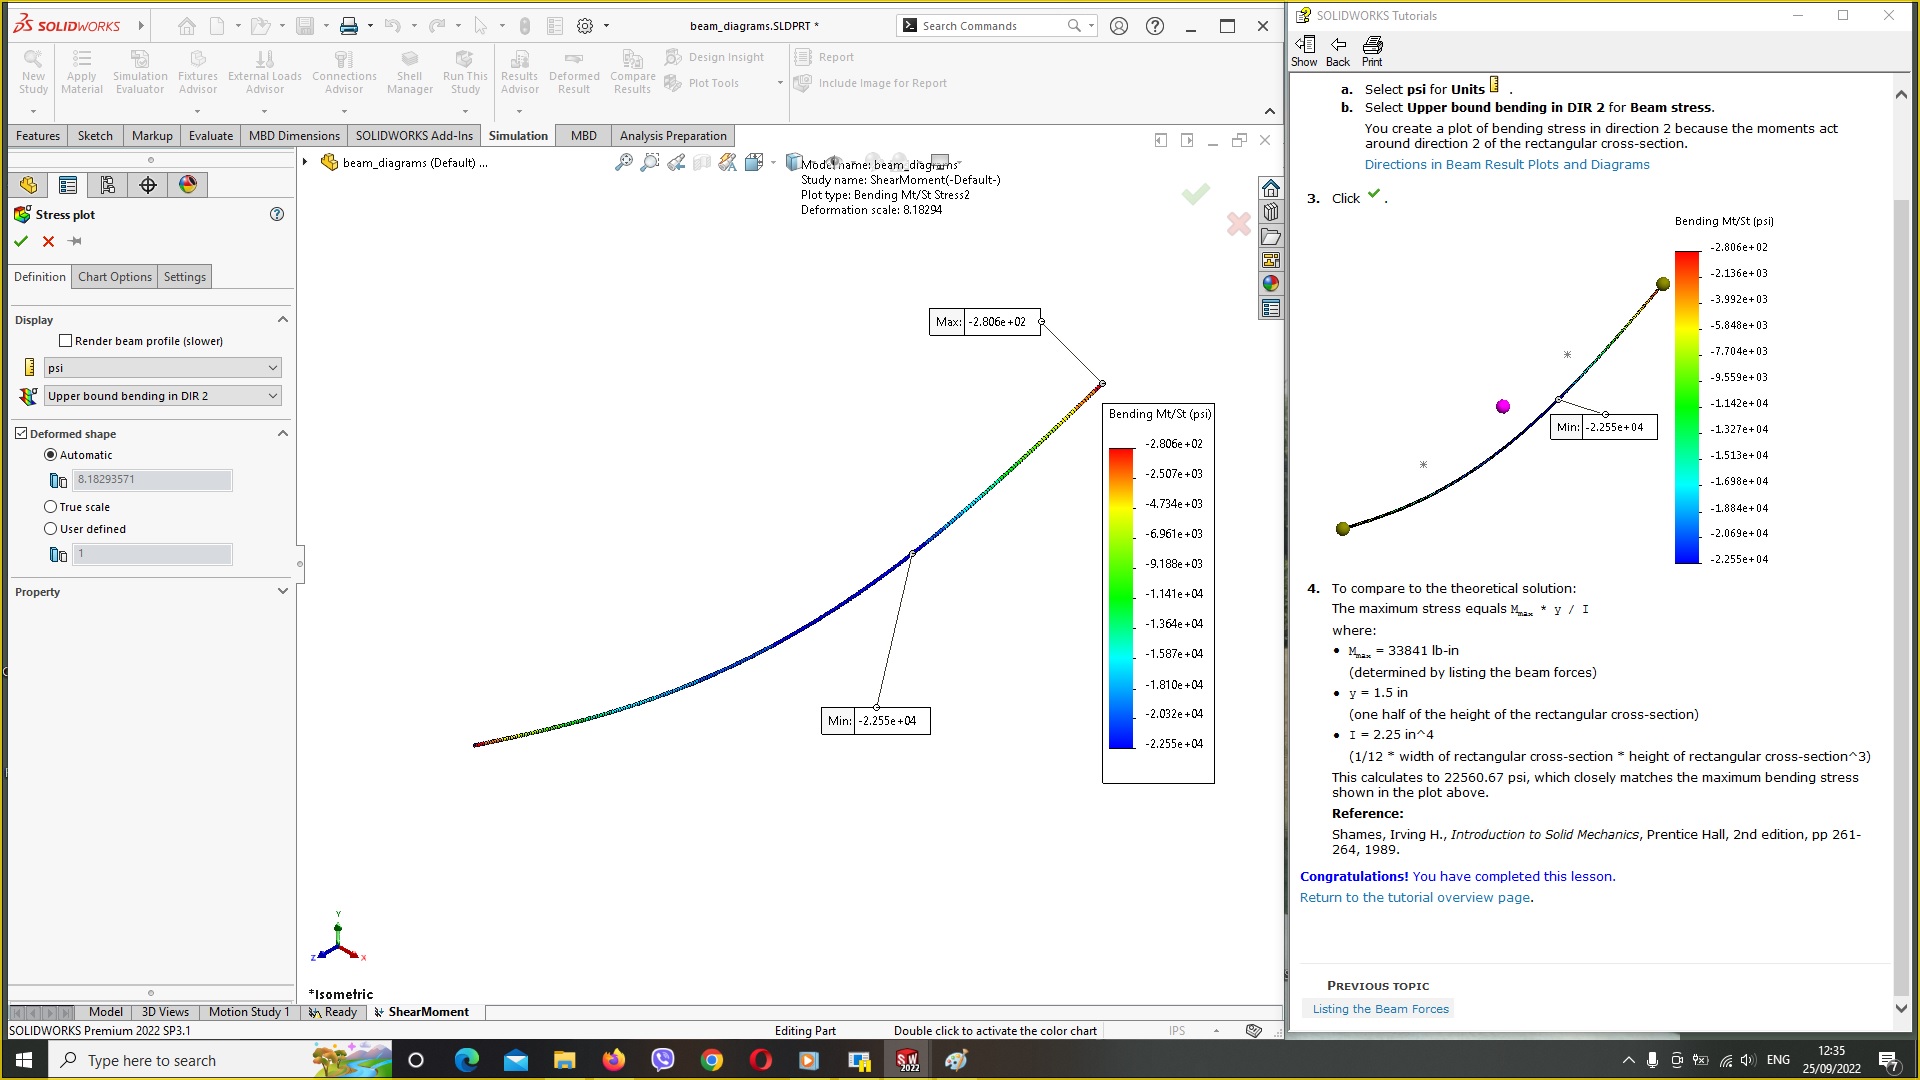 SOLIDWORKS
beam_diagrams.SLDPRT *
Search Commands
New Study
Apply Material
Simulation Evaluator
Fixtures Advisor
External Loads Advisor
Connections Advisor
Shell Manager
Run This Study
Results Advisor
Deformed Result
Compare Results
Design Insight
Plot Tools
Report
Include Image for Report
Features
Sketch
Markup
Evaluate
MBD Dimensions
SOLIDWORKS Add-Ins
Simulation
MBD
Analysis Preparation
Stress plot
Definition
Chart Options
Settings
Display
Render beam profile (slower)
psi
Upper bound bending in DIR 2
Deformed shape
Automatic
8.18293571
True scale
User defined
1
Property
beam_diagrams (Default) ...
Model name: beam_diagrams
Study name: ShearMoment(-Default-)
Plot type: Bending Mt/St Stress2
Deformation scale: 8.18294
Max: -2.806e+02
Min: -2.255e+04
Bending Mt/St (psi)
-2.806e+02
-2.507e+03
-4.734e+03
-6.961e+03
-9.188e+03
-1.141e+04
-1.364e+04
-1.587e+04
-1.810e+04
-2.032e+04
-2.255e+04
Y
Z
X
*Isometric
Model
3D Views
Motion Study 1
Ready
ShearMoment
SOLIDWORKS Premium 2022 SP3.1
Editing Part
Double click to activate the color chart
IPS
SOLIDWORKS Tutorials
Show
Back
Print
a. Select psi for Units .
b. Select Upper bound bending in DIR 2 for Beam stress.
You create a plot of bending stress in direction 2 because the moments act
around direction 2 of the rectangular cross-section.
Directions in Beam Result Plots and Diagrams
3. Click .
Bending Mt/St (psi)
-2.806e+02
-2.136e+03
-3.992e+03
-5.848e+03
-7.704e+03
-9.559e+03
-1.142e+04
-1.327e+04
-1.513e+04
-1.698e+04
-1.884e+04
-2.069e+04
-2.255e+04
Min: -2.255e+04
4. To compare to the theoretical solution:
The maximum stress equals Mmax * y / I
where:
• Mmax = 33841 lb-in
(determined by listing the beam forces)
• y = 1.5 in
(one half of the height of the rectangular cross-section)
• I = 2.25 in^4
(1/12 * width of rectangular cross-section * height of rectangular cross-section^3)
This calculates to 22560.67 psi, which closely matches the maximum bending stress
shown in the plot above.
Reference:
Shames, Irving H., Introduction to Solid Mechanics, Prentice Hall, 2nd edition, pp 261-
264, 1989.
Congratulations! You have completed this lesson.
Return to the tutorial overview page.
PREVIOUS TOPIC
Listing the Beam Forces
Type here to search
SW
2022
ENG
12:35
25/09/2022
7